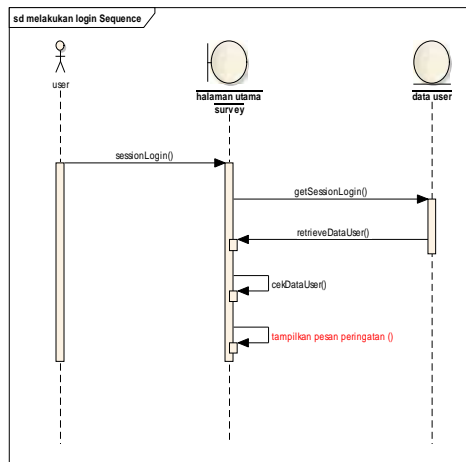 sd melakukan login Sequence
user
halaman utama
survey
data user
sessionLogin()
getSessionLogin()
retrieveDataUser()
cekDataUser()
tampilkan pesan peringatan ()